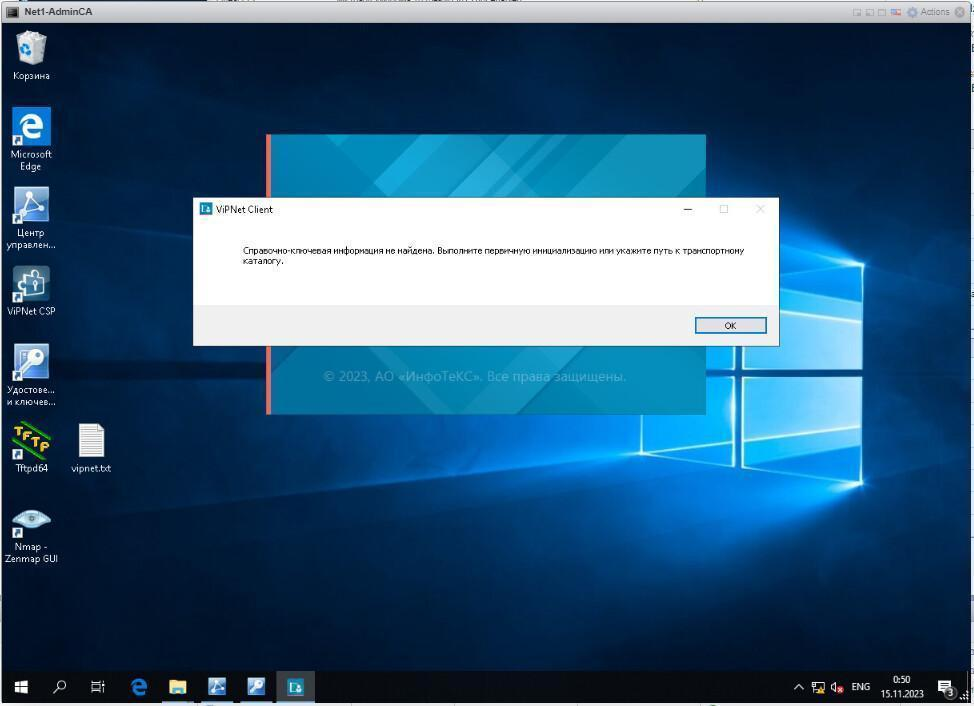 Net1-AdminCA
Actions
Корзина
Microsoft
Edge
Центр
управлен...
ViPNet CSP
Удостове...
и ключев...
Tftpd64
vipnet.txt
Nmap -
Zenmap GUI
ViPNet Client
Справочно-ключевая информация не найдена. Выполните первичную инициализацию или укажите путь к транспортному
каталогу.
OK
© 2023, АО «ИнфоТеКС». Все права защищены.
ENG
0:50
15.11.2023
3